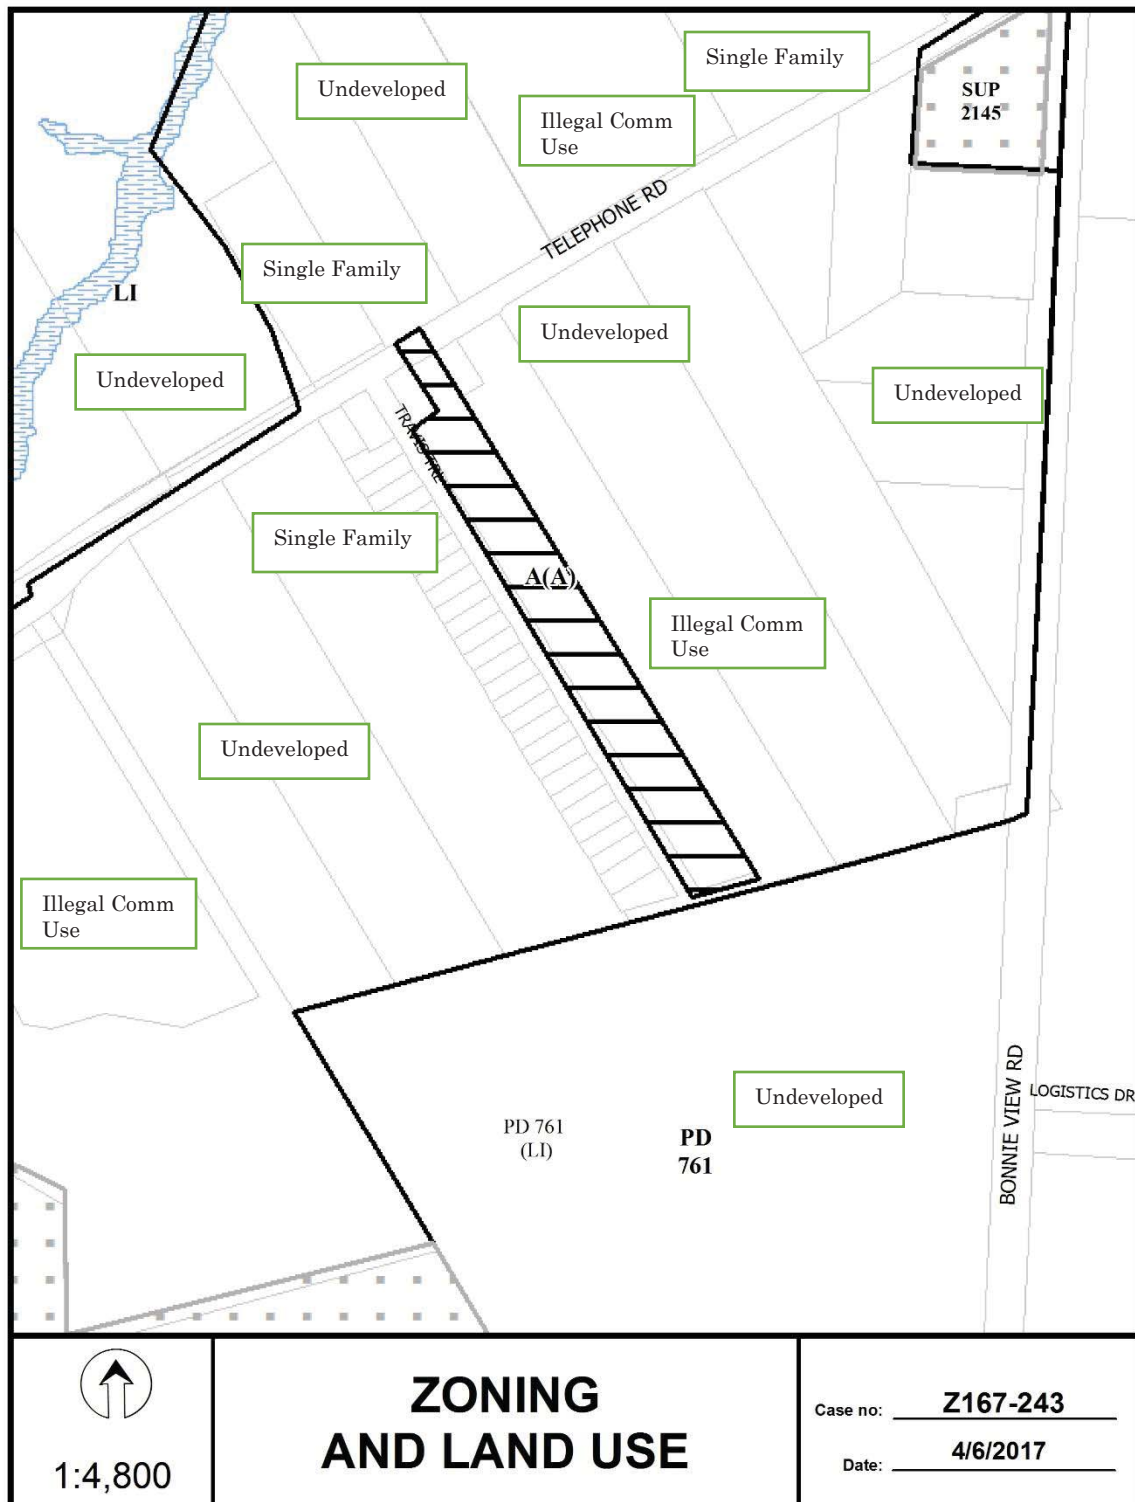 Single Family
Undeveloped
SUP
2145
Illegal Comm
Use
TELEPHONE RD
Single Family
LI
Undeveloped
Undeveloped
Undeveloped
TRAVIS TRL
Single Family
A(A)
Illegal Comm
Use
Undeveloped
Illegal Comm
Use
BONNIE VIEW RD
LOGISTICS DR
Undeveloped
PD 761
(LI)
PD
761
1:4,800
ZONING
AND LAND USE
Case no: Z167-243
Date: 4/6/2017